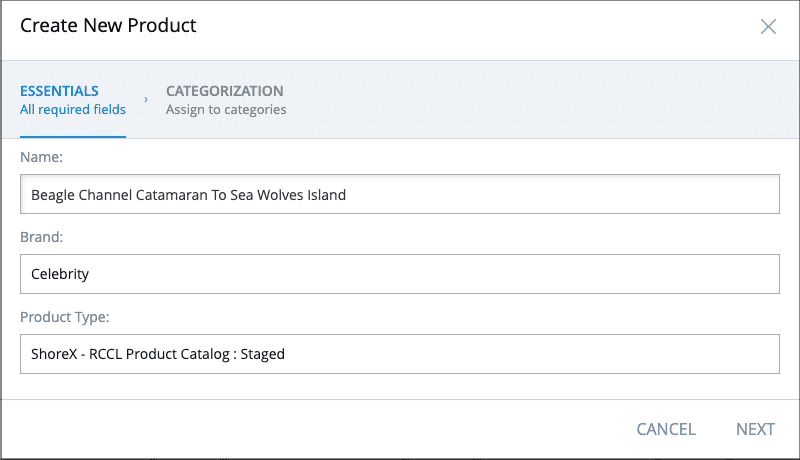 Create New Product
ESSENTIALS
All required fields
›
CATEGORIZATION
Assign to categories
Name:
Beagle Channel Catamaran To Sea Wolves Island
Brand:
Celebrity
Product Type:
ShoreX - RCCL Product Catalog : Staged
CANCEL NEXT